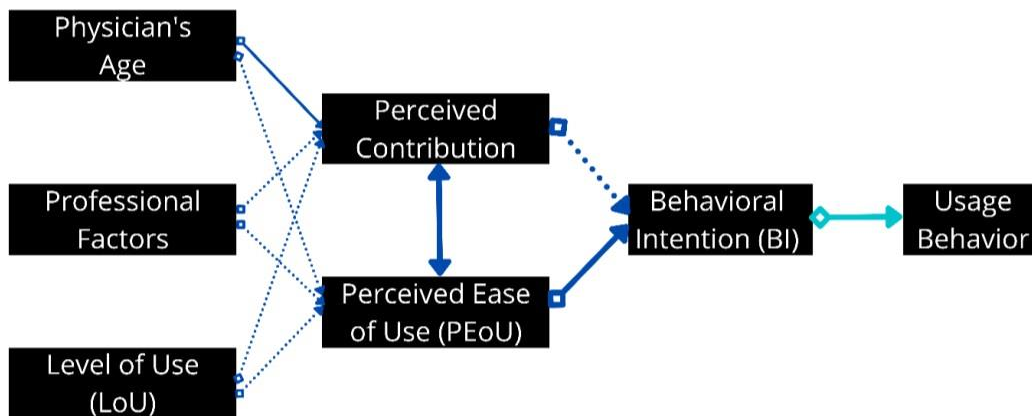 Physician's
Age
Perceived
Contribution
Professional
Factors
Behavioral
Intention (BI)
Usage
Behavior
Perceived Ease
of Use (PEoU)
Level of Use
(LoU)